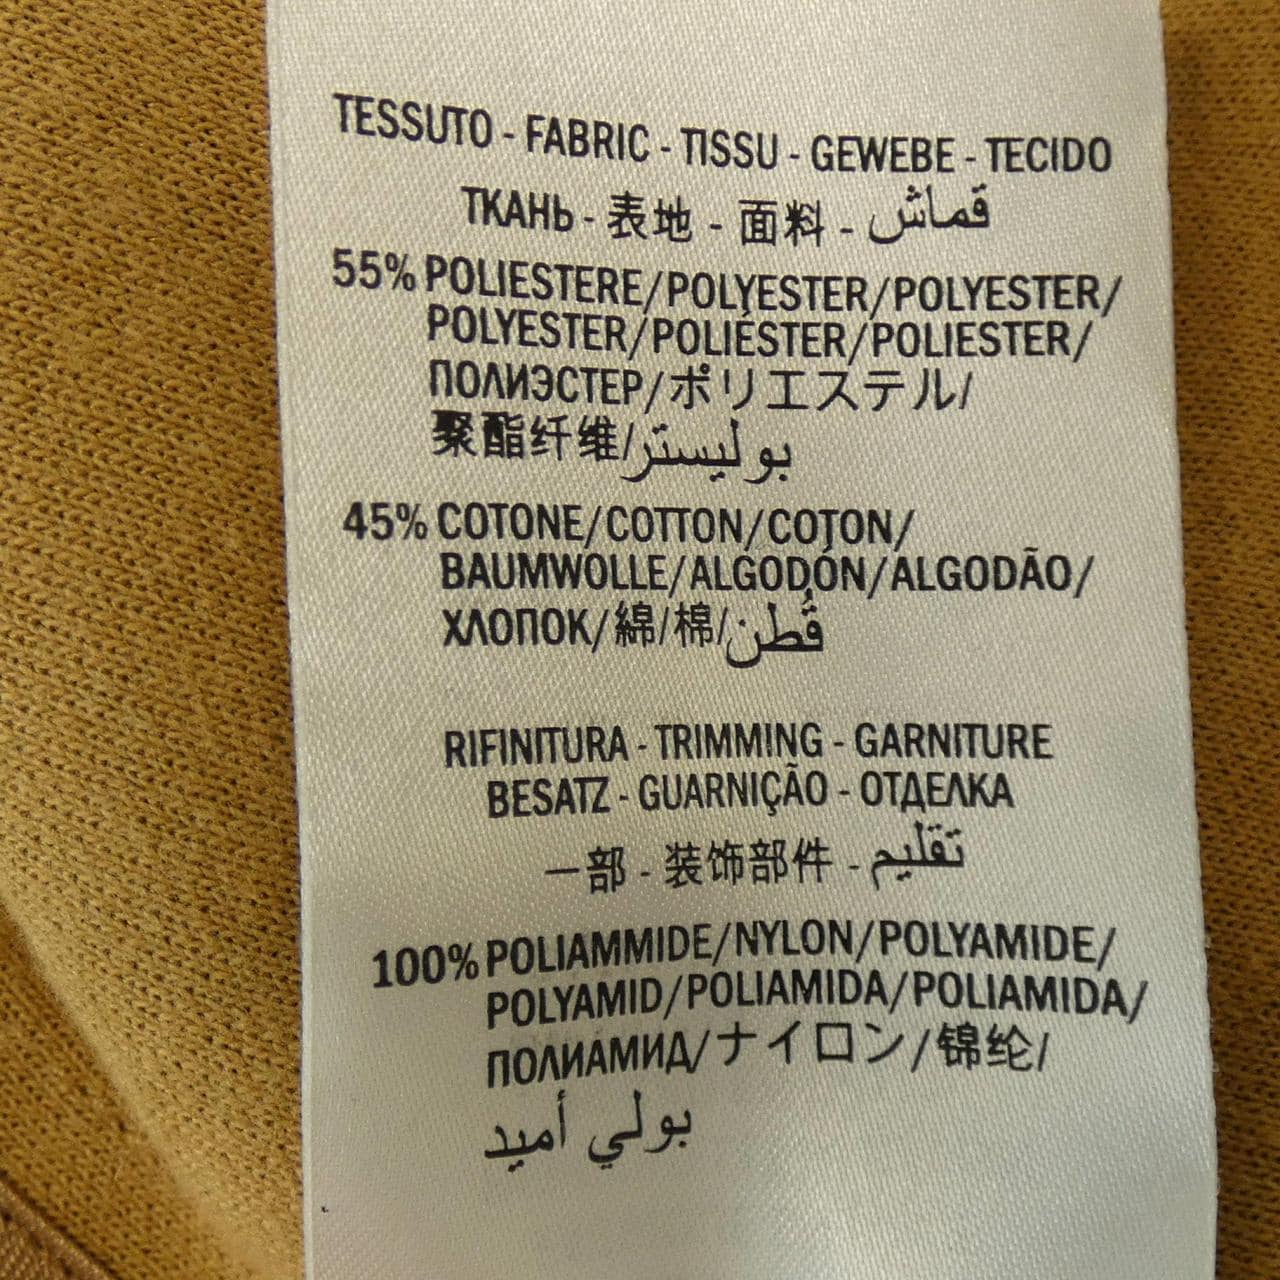 TESSUTO - FABRIC - TISSU - GEWEBE - TECIDO
ТКАНЬ - 表地 - 面料 - قماش
55% POLIESTERE/POLYESTER/POLYESTER/
POLYESTER/POLIÉSTER/POLIESTER/
ПОЛИЭСТЕР/ポリエステル/
聚酯纤维/بوليستر
45% COTONE/COTTON/COTON/
BAUMWOLLE/ALGODÓN/ALGODÃO/
ХЛОПОК/綿/棉/قُطن
RIFINITURA - TRIMMING - GARNITURE
BESATZ - GUARNIÇÃO - ОТДЕЛКА
一部 - 装饰部件 - تقليم
100% POLIAMMIDE/NYLON/POLYAMIDE/
POLYAMID/POLIAMIDA/POLIAMIDA/
ПОЛИАМИД/ナイロン/锦纶/
بولي أميد